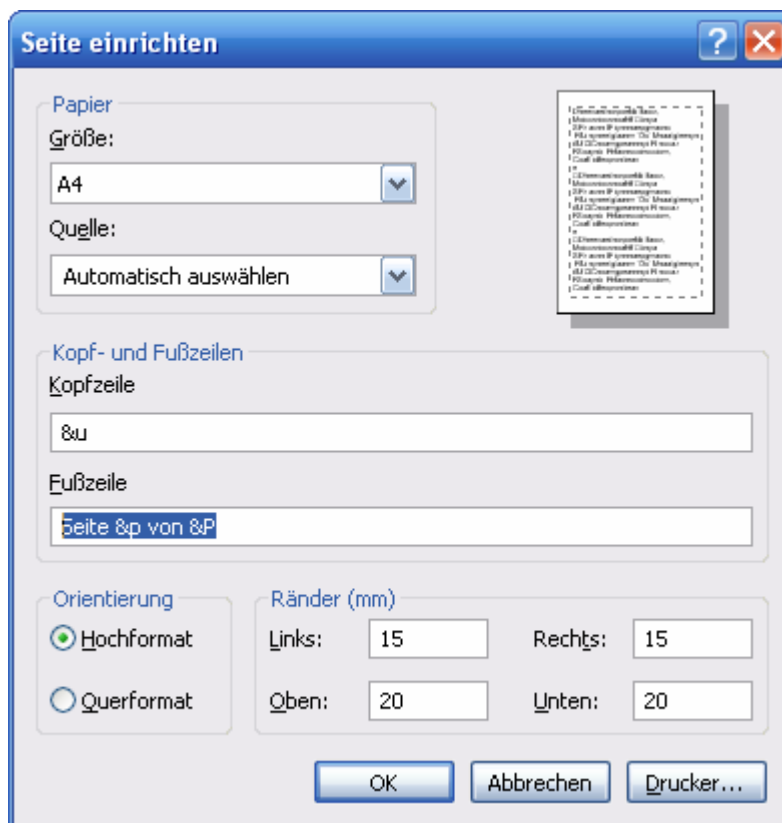 Seite einrichten
Papier
Größe:
A4
Quelle:
Automatisch auswählen
Kopf- und Fußzeilen
Kopfzeile
&u
Fußzeile
Seite &p von &P
Orientierung
Hochformat
Querformat
Ränder (mm)
Links: 15 Rechts: 15
Oben: 20 Unten: 20
OK Abbrechen Drucker...